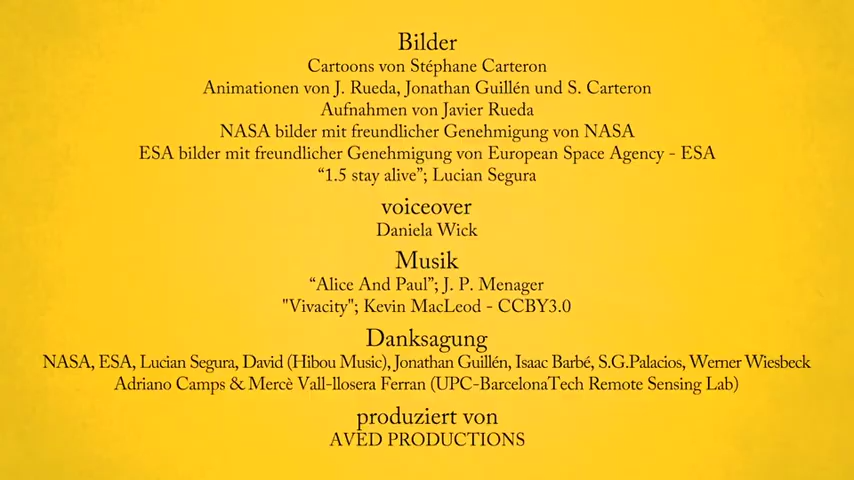 Bilder
Cartoons von Stéphane Carteron
Animationen von J. Rueda, Jonathan Guillén und S. Carteron
Aufnahmen von Javier Rueda
NASA bilder mit freundlicher Genehmigung von NASA
ESA bilder mit freundlicher Genehmigung von European Space Agency - ESA
“1.5 stay alive”; Lucian Segura
voiceover
Daniela Wick
Musik
“Alice And Paul”; J. P. Menager
"Vivacity"; Kevin MacLeod - CCBY3.0
Danksagung
NASA, ESA, Lucian Segura, David (Hibou Music), Jonathan Guillén, Isaac Barbé, S.G.Palacios, Werner Wiesbeck
Adriano Camps & Mercè Vall-llosera Ferran (UPC-BarcelonaTech Remote Sensing Lab)
produziert von
AVED PRODUCTIONS